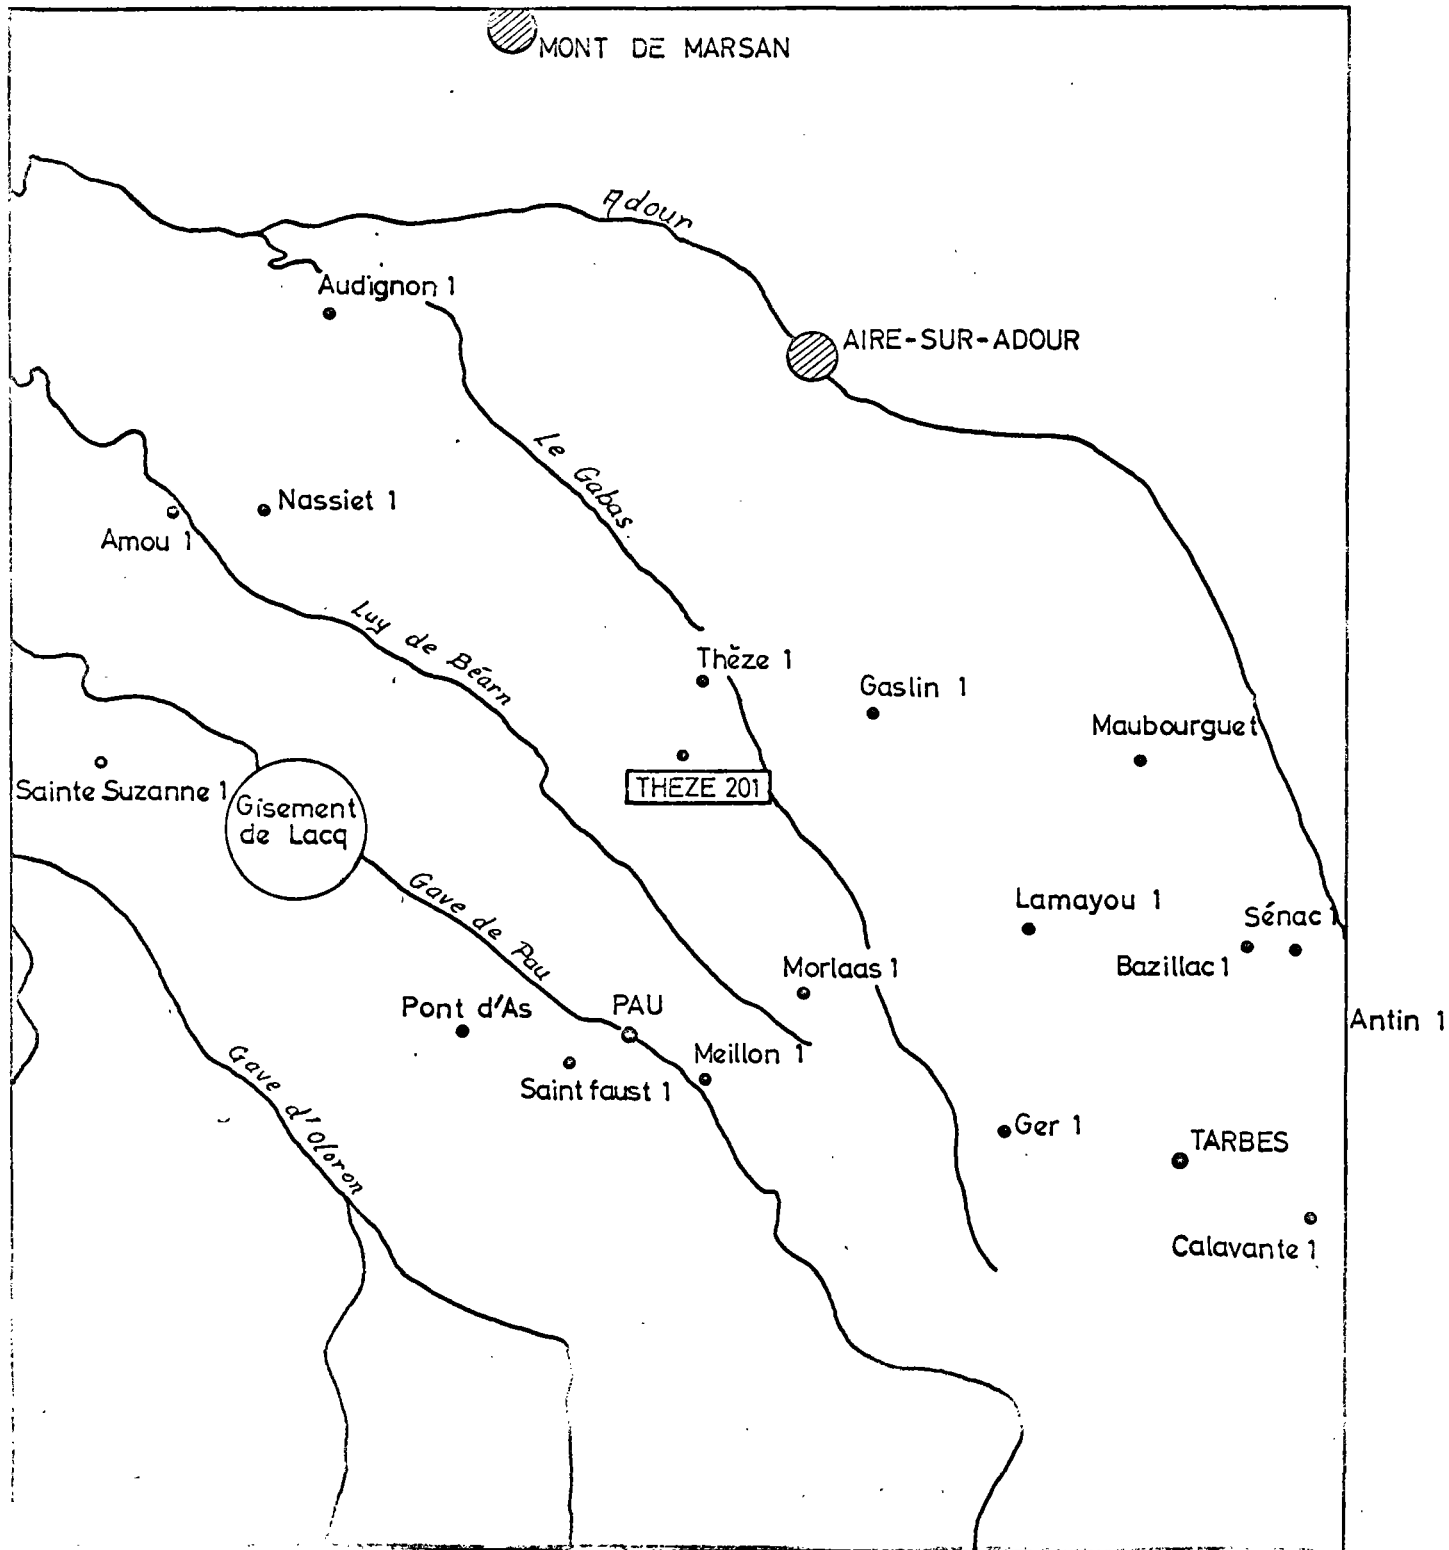 MONT DE MARSAN
Adour
Audignon 1
AIRE-SUR-ADOUR
Le Gabas
Nassiet 1
Amou 1
Luy de Béarn
Thèze 1
Gaslin 1
Maubourguet
Sainte Suzanne 1
THEZE 201
Gisement
de Lacq
Gave de Pau
Lamayou 1
Sénac 1
Bazillac 1
Morlaas 1
Pont d'As
PAU
Antin 1
Meillon 1
Saint faust 1
Gave d'Oloron
Ger 1
TARBES
Calavante 1